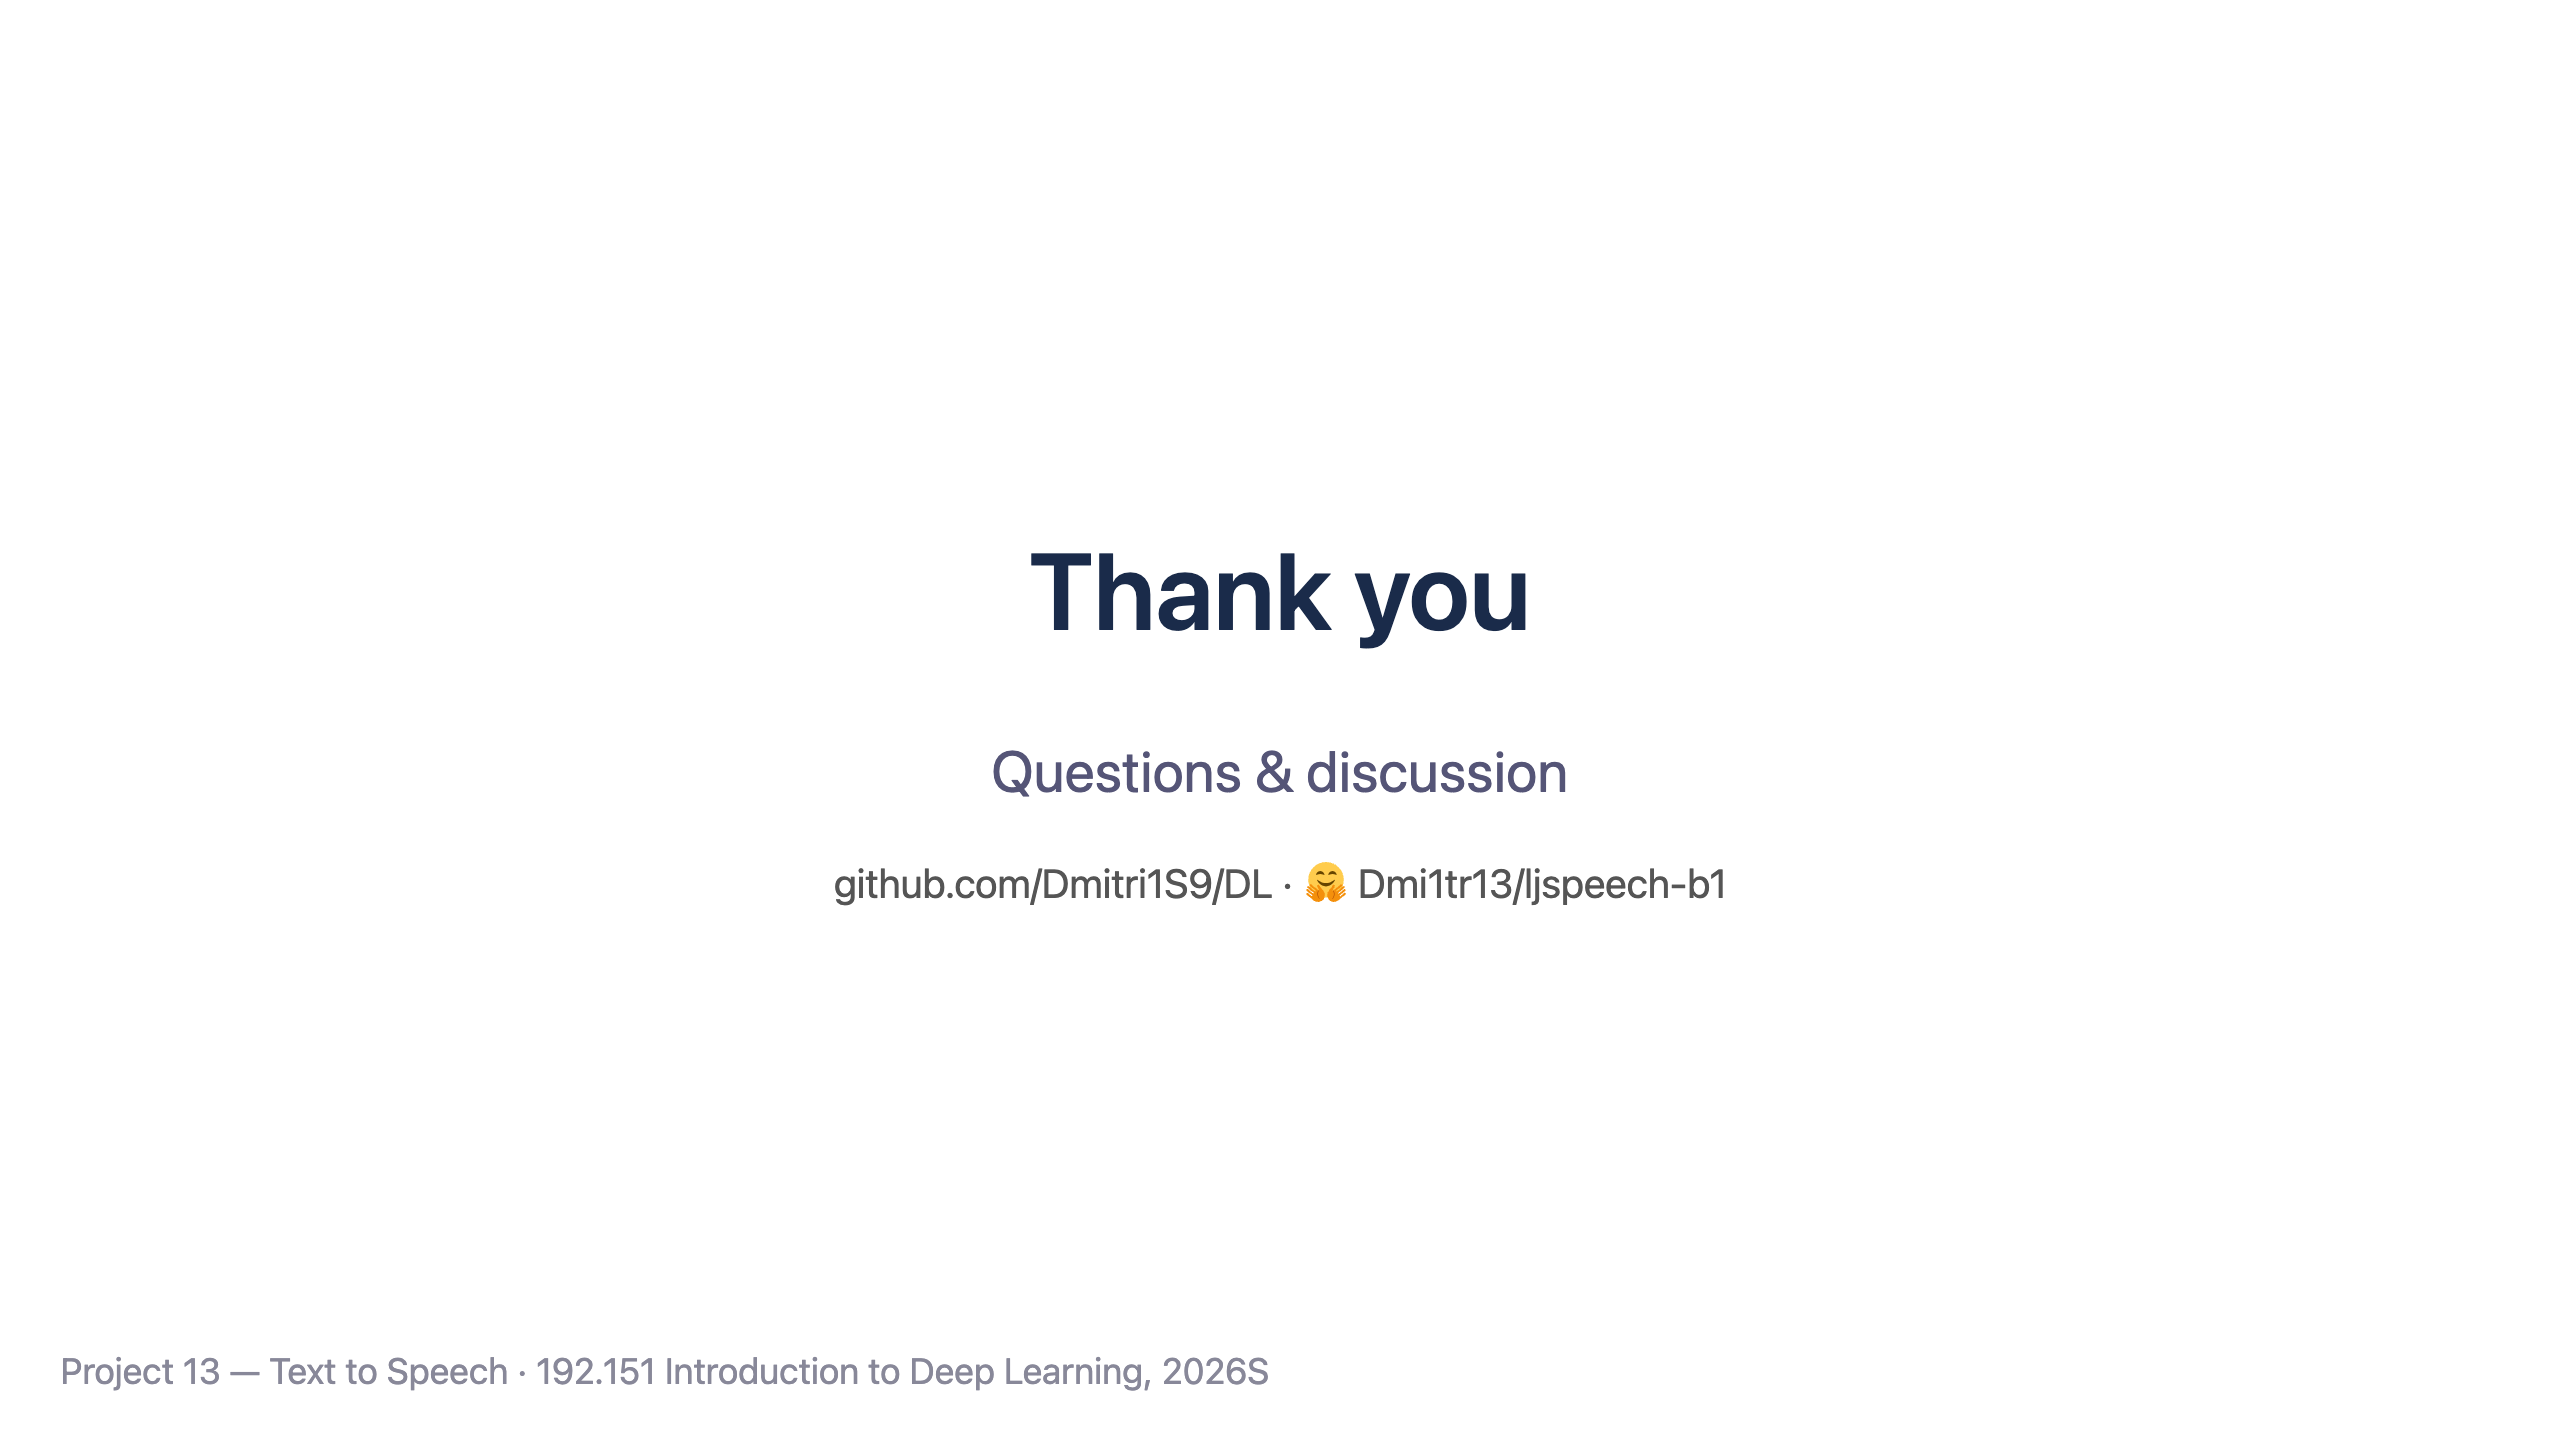 Thank you
Questions & discussion
github.com/Dmitri1S9/DL · 🤗 Dmi1tr13/ljspeech-b1
Project 13 — Text to Speech · 192.151 Introduction to Deep Learning, 2026S